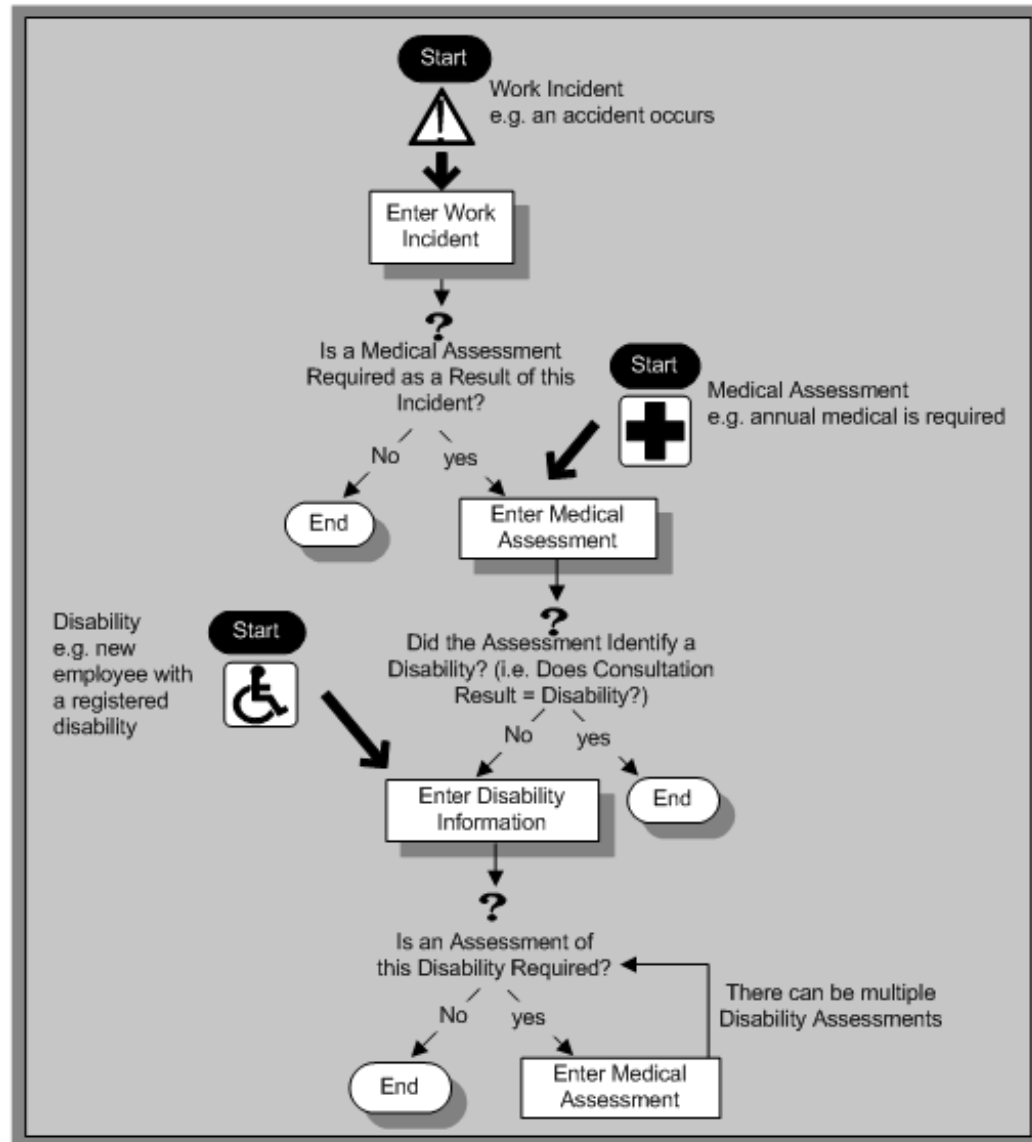 Start
Work Incident
e.g. an accident occurs
Enter Work
Incident
?
Is a Medical Assessment
Required as a Result of this
Incident?
Start
Medical Assessment
e.g. annual medical is required
No
yes
End
Enter Medical
Assessment
?
Did the Assessment Identify a
Disability? (i.e. Does Consultation
Result = Disability?)
Disability
e.g. new
employee with
a registered
disability
Start
No
yes
Enter Disability
Information
End
?
Is an Assessment of
this Disability Required?
There can be multiple
Disability Assessments
No
yes
End
Enter Medical
Assessment